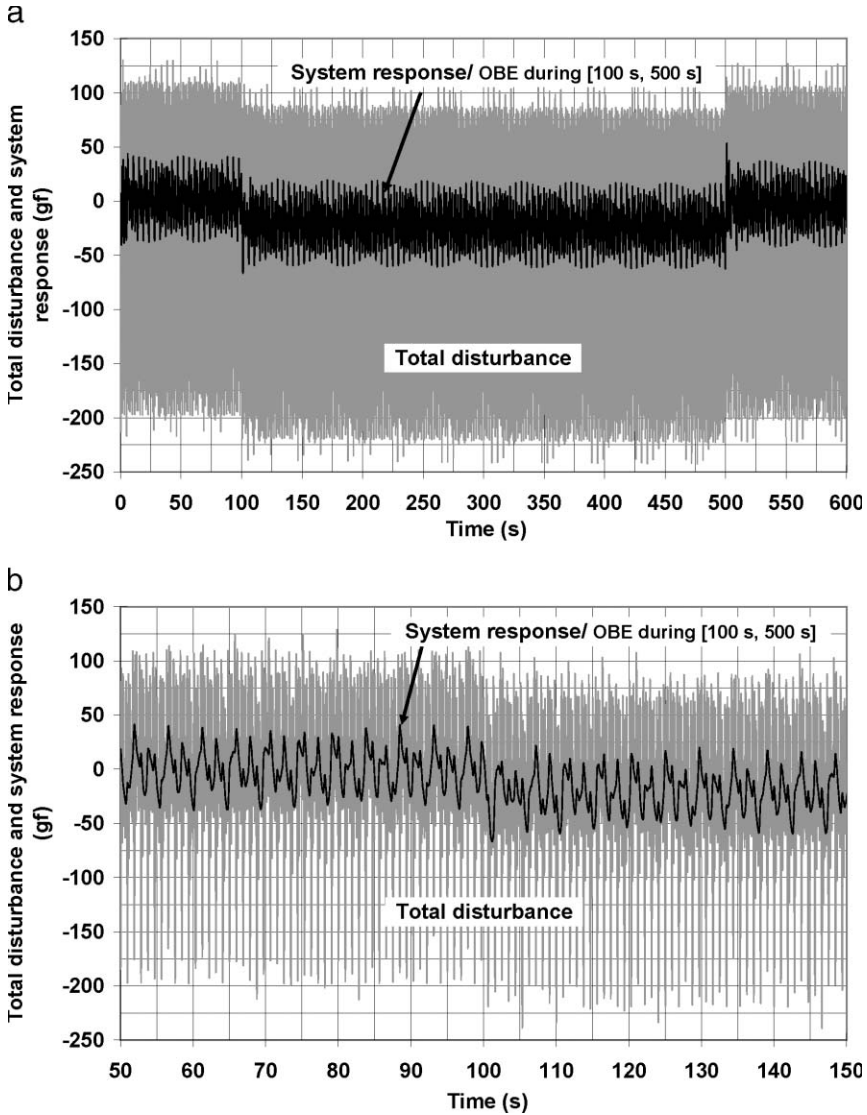 a
Total disturbance and system
response (gf)
150
100
50
0
-50
-100
-150
-200
-250
System response/ OBE during [100 s, 500 s]
Total disturbance
0 50 100 150 200 250 300 350 400 450 500 550 600
Time (s)
b
Total disturbance and system response
(gf)
150
100
50
0
-50
-100
-150
-200
-250
System response/ OBE during [100 s, 500 s]
Total disturbance
50 60 70 80 90 100 110 120 130 140 150
Time (s)